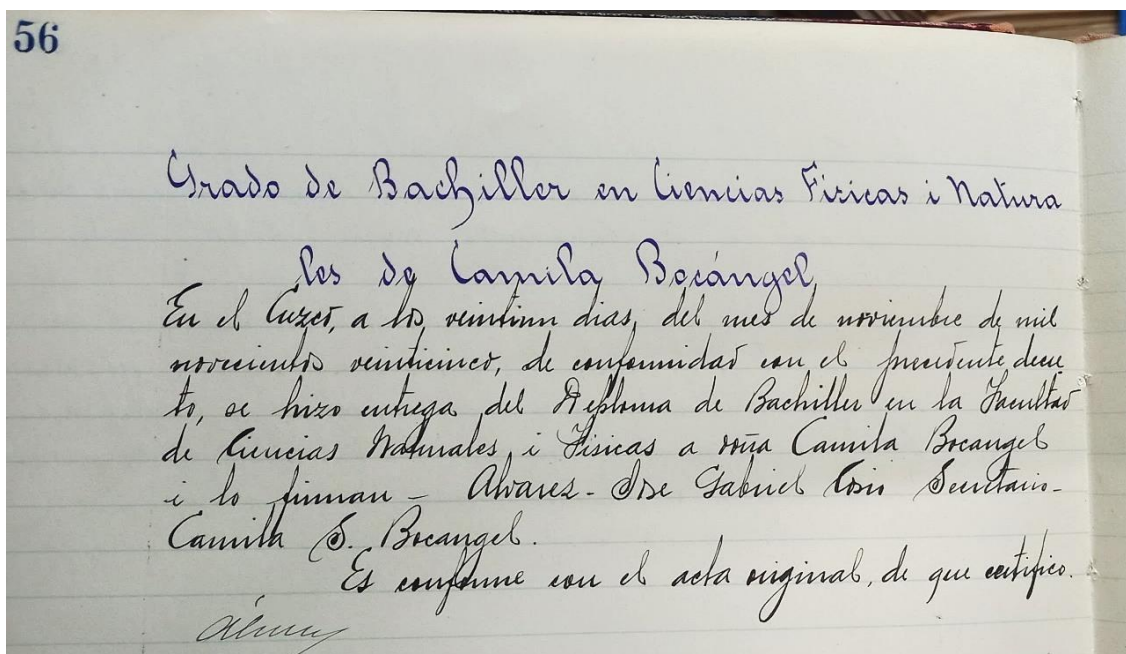 56
Grado de Bachiller en Ciencias Fisicas i Natura
les de Camila Bocángel
En el Cuzco, a los veintiun dias, del mes de noviembre de mil
novecientos veinticinco, de conformidad con el precedente decre
to, se hizo entrega del Diploma de Bachiller en la Facultad
de Ciencias Naturales i Fisicas a doña Camila Bocangel
i lo firman - Alvarez - Jose Gabriel Cosio Secretario -
Camila S. Bocangel.
Es conforme con el acta original, de que certifico.